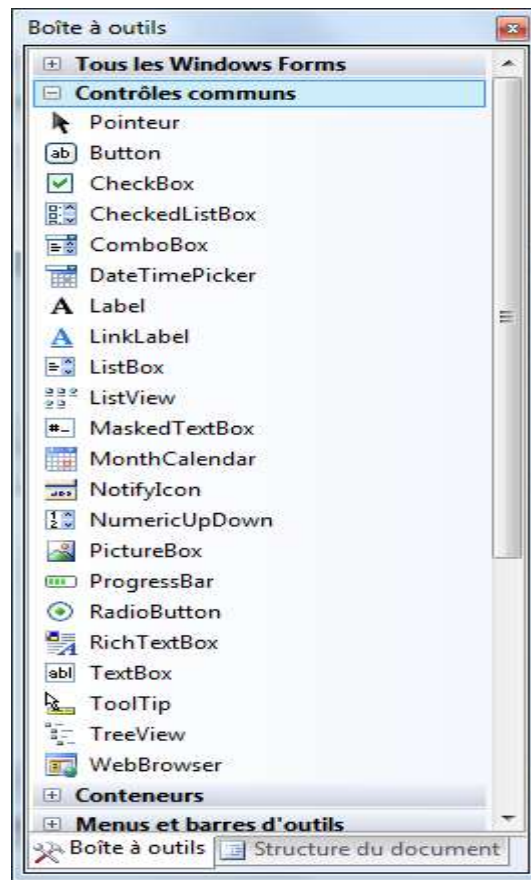 Boîte à outils
Tous les Windows Forms
Contrôles communs
Pointeur
Button
CheckBox
CheckedListBox
ComboBox
DateTimePicker
Label
LinkLabel
ListBox
ListView
MaskedTextBox
MonthCalendar
NotifyIcon
NumericUpDown
PictureBox
ProgressBar
RadioButton
RichTextBox
TextBox
ToolTip
TreeView
WebBrowser
Conteneurs
Menus et barres d'outils
Boîte à outils Structure du document